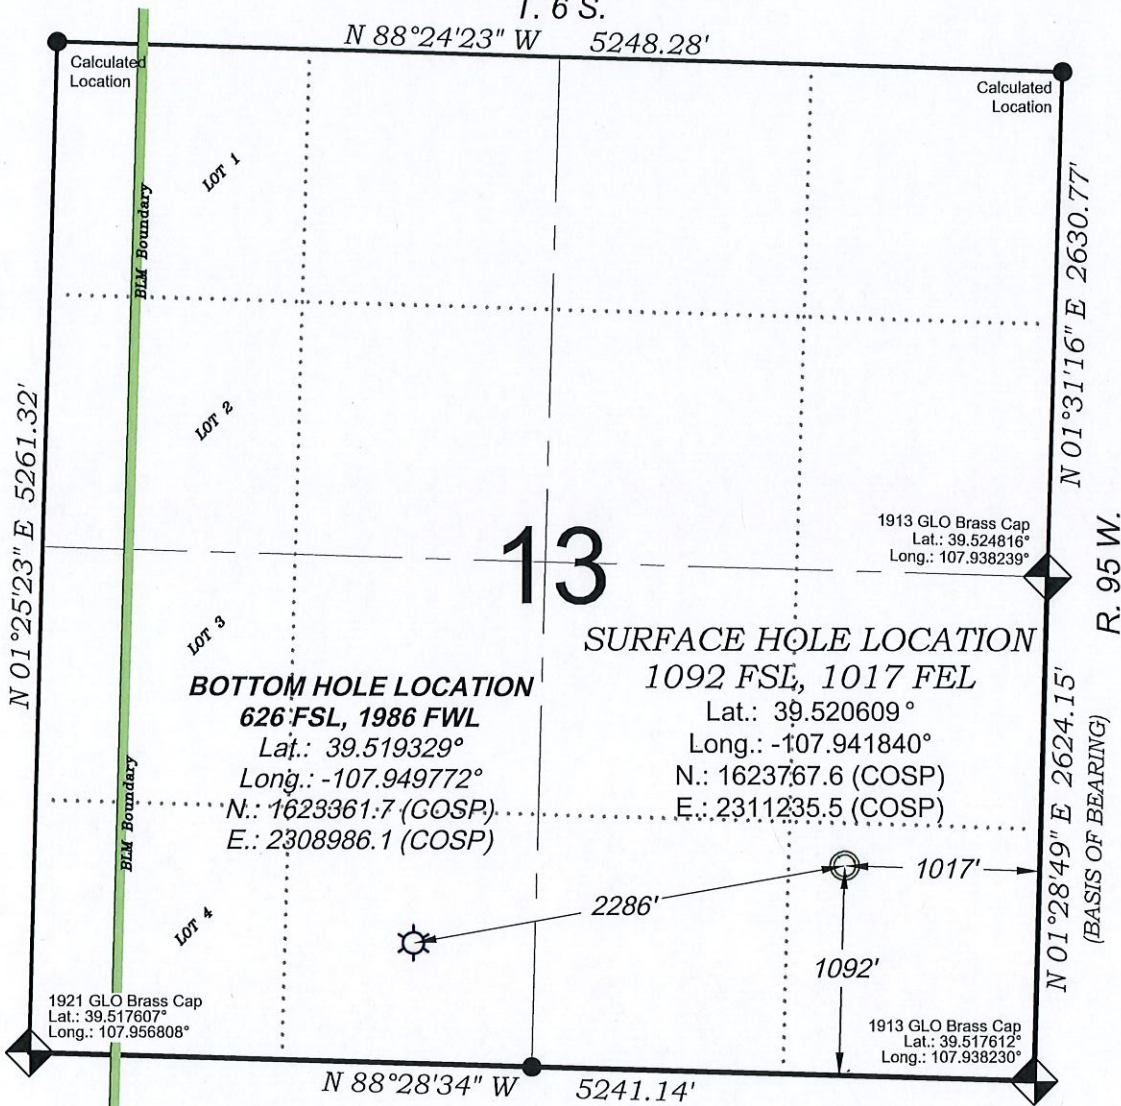 T. 6 S.
N 88°24'23" W 5248.28'
Calculated
Location
Calculated
Location
LOT 1
BLM Boundary
N 01°31'16" E 2630.77'
LOT 2
N 01°25'23" E 5261.32'
13
1913 GLO Brass Cap
Lat.: 39.524816°
Long.: 107.938239°
R. 95 W.
LOT 3
SURFACE HOLE LOCATION
1092 FSL, 1017 FEL
Lat.: 39.520609°
Long.: -107.941840°
N.: 1623767.6 (COSP)
E.: 2311235.5 (COSP)
BOTTOM HOLE LOCATION
626 FSL, 1986 FWL
Lat.: 39.519329°
Long.: -107.949772°
N.: 1623361.7 (COSP)
E.: 2308986.1 (COSP)
N 01°28'49" E 2624.15'
(BASIS OF BEARING)
BLM Boundary
1017'
2286'
LOT 4
1092'
1921 GLO Brass Cap
Lat.: 39.517607°
Long.: 107.956808°
1913 GLO Brass Cap
Lat.: 39.517612°
Long.: 107.938230°
N 88°28'34" W 5241.14'